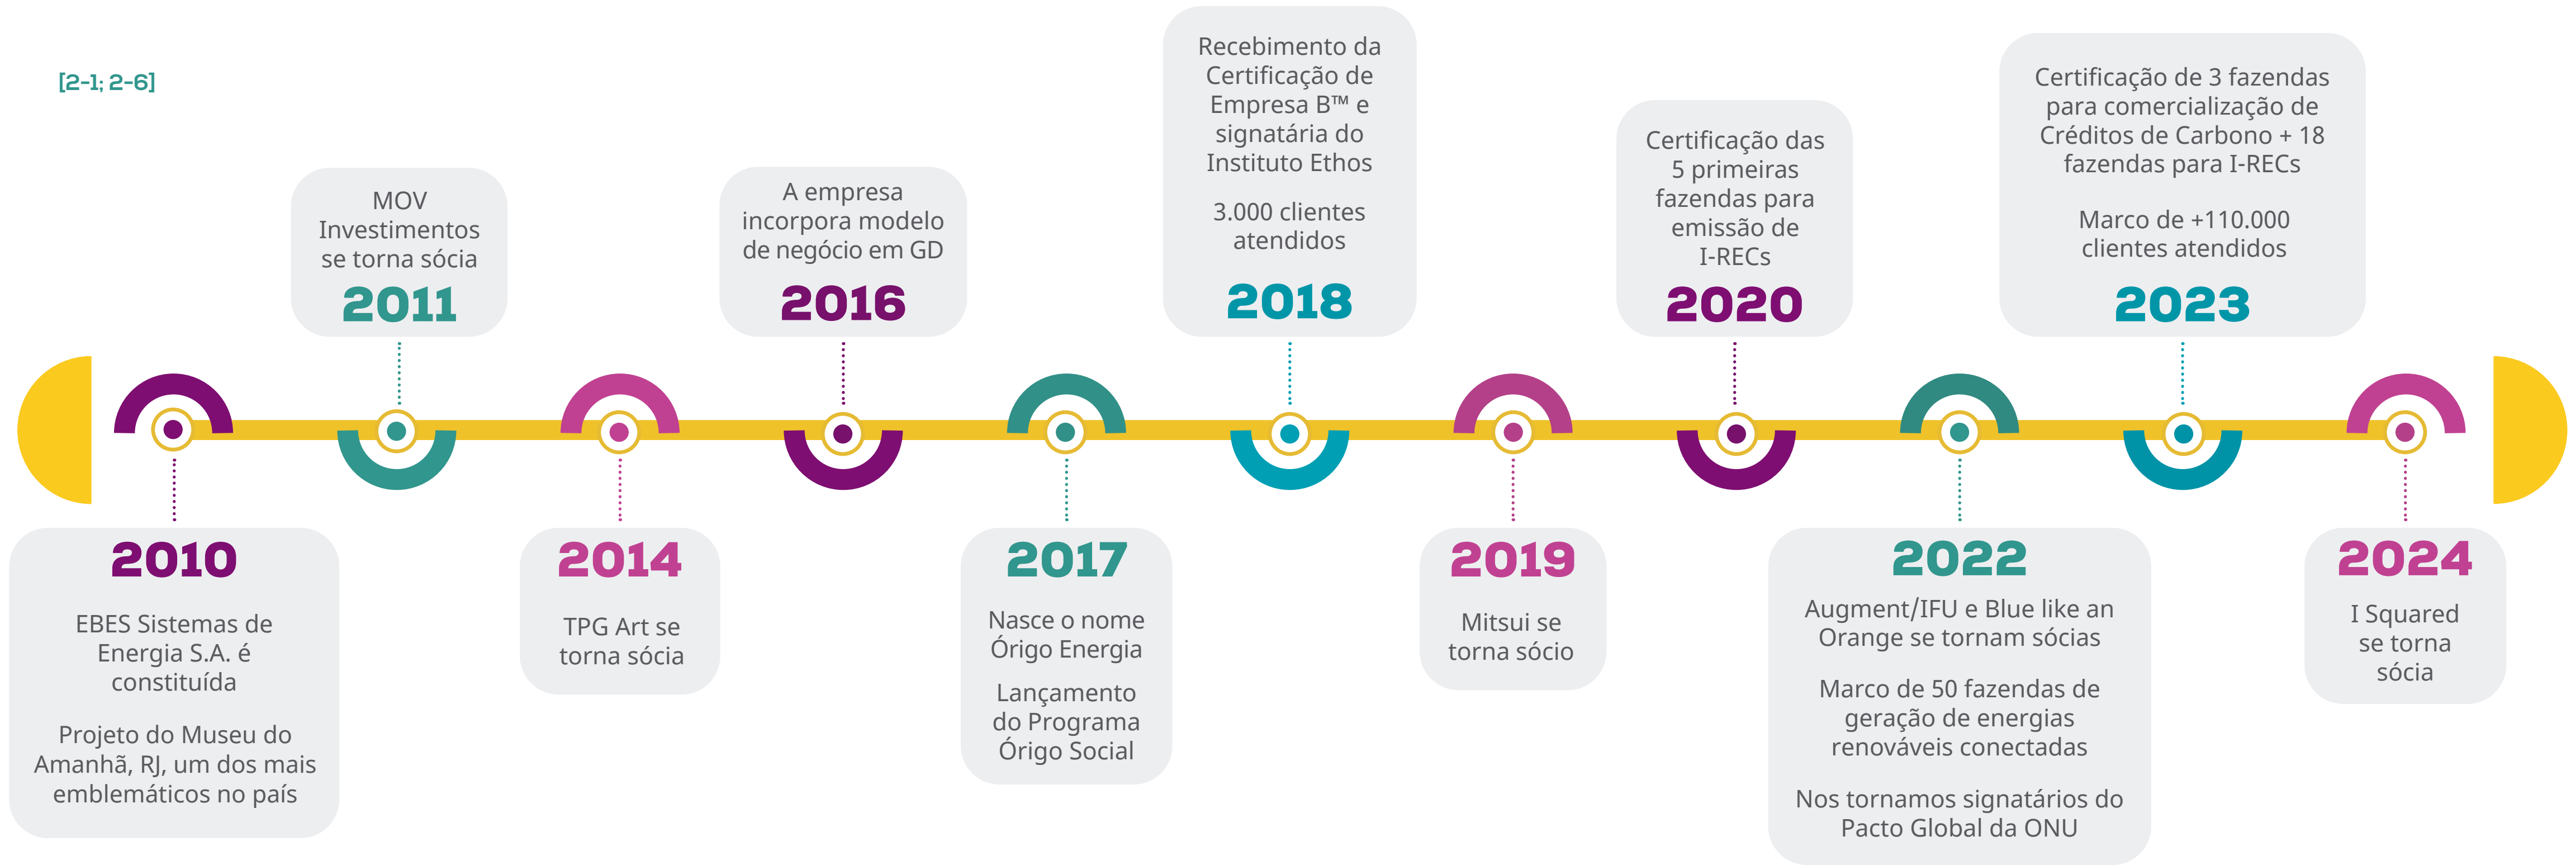 [2-1; 2-6]
2010
EBES Sistemas de
Energia S.A. é
constituída
Projeto do Museu do
Amanhã, RJ, um dos mais
emblemáticos no país
MOV
Investimentos
se torna sócia
2011
2014
TPG Art se
torna sócia
A empresa
incorpora modelo
de negócio em GD
2016
2017
Nasce o nome
Órigo Energia
Lançamento
do Programa
Órigo Social
Recebimento da
Certificação de
Empresa B™ e
signatária do
Instituto Ethos
3.000 clientes
atendidos
2018
2019
Mitsui se
torna sócio
Certificação das
5 primeiras
fazendas para
emissão de
I-RECs
2020
2022
Augment/IFU e Blue like an
Orange se tornam sócias
Marco de 50 fazendas de
geração de energias
renováveis conectadas
Nos tornamos signatários do
Pacto Global da ONU
Certificação de 3 fazendas
para comercialização de
Créditos de Carbono + 18
fazendas para I-RECs
Marco de +110.000
clientes atendidos
2023
2024
I Squared
se torna
sócia